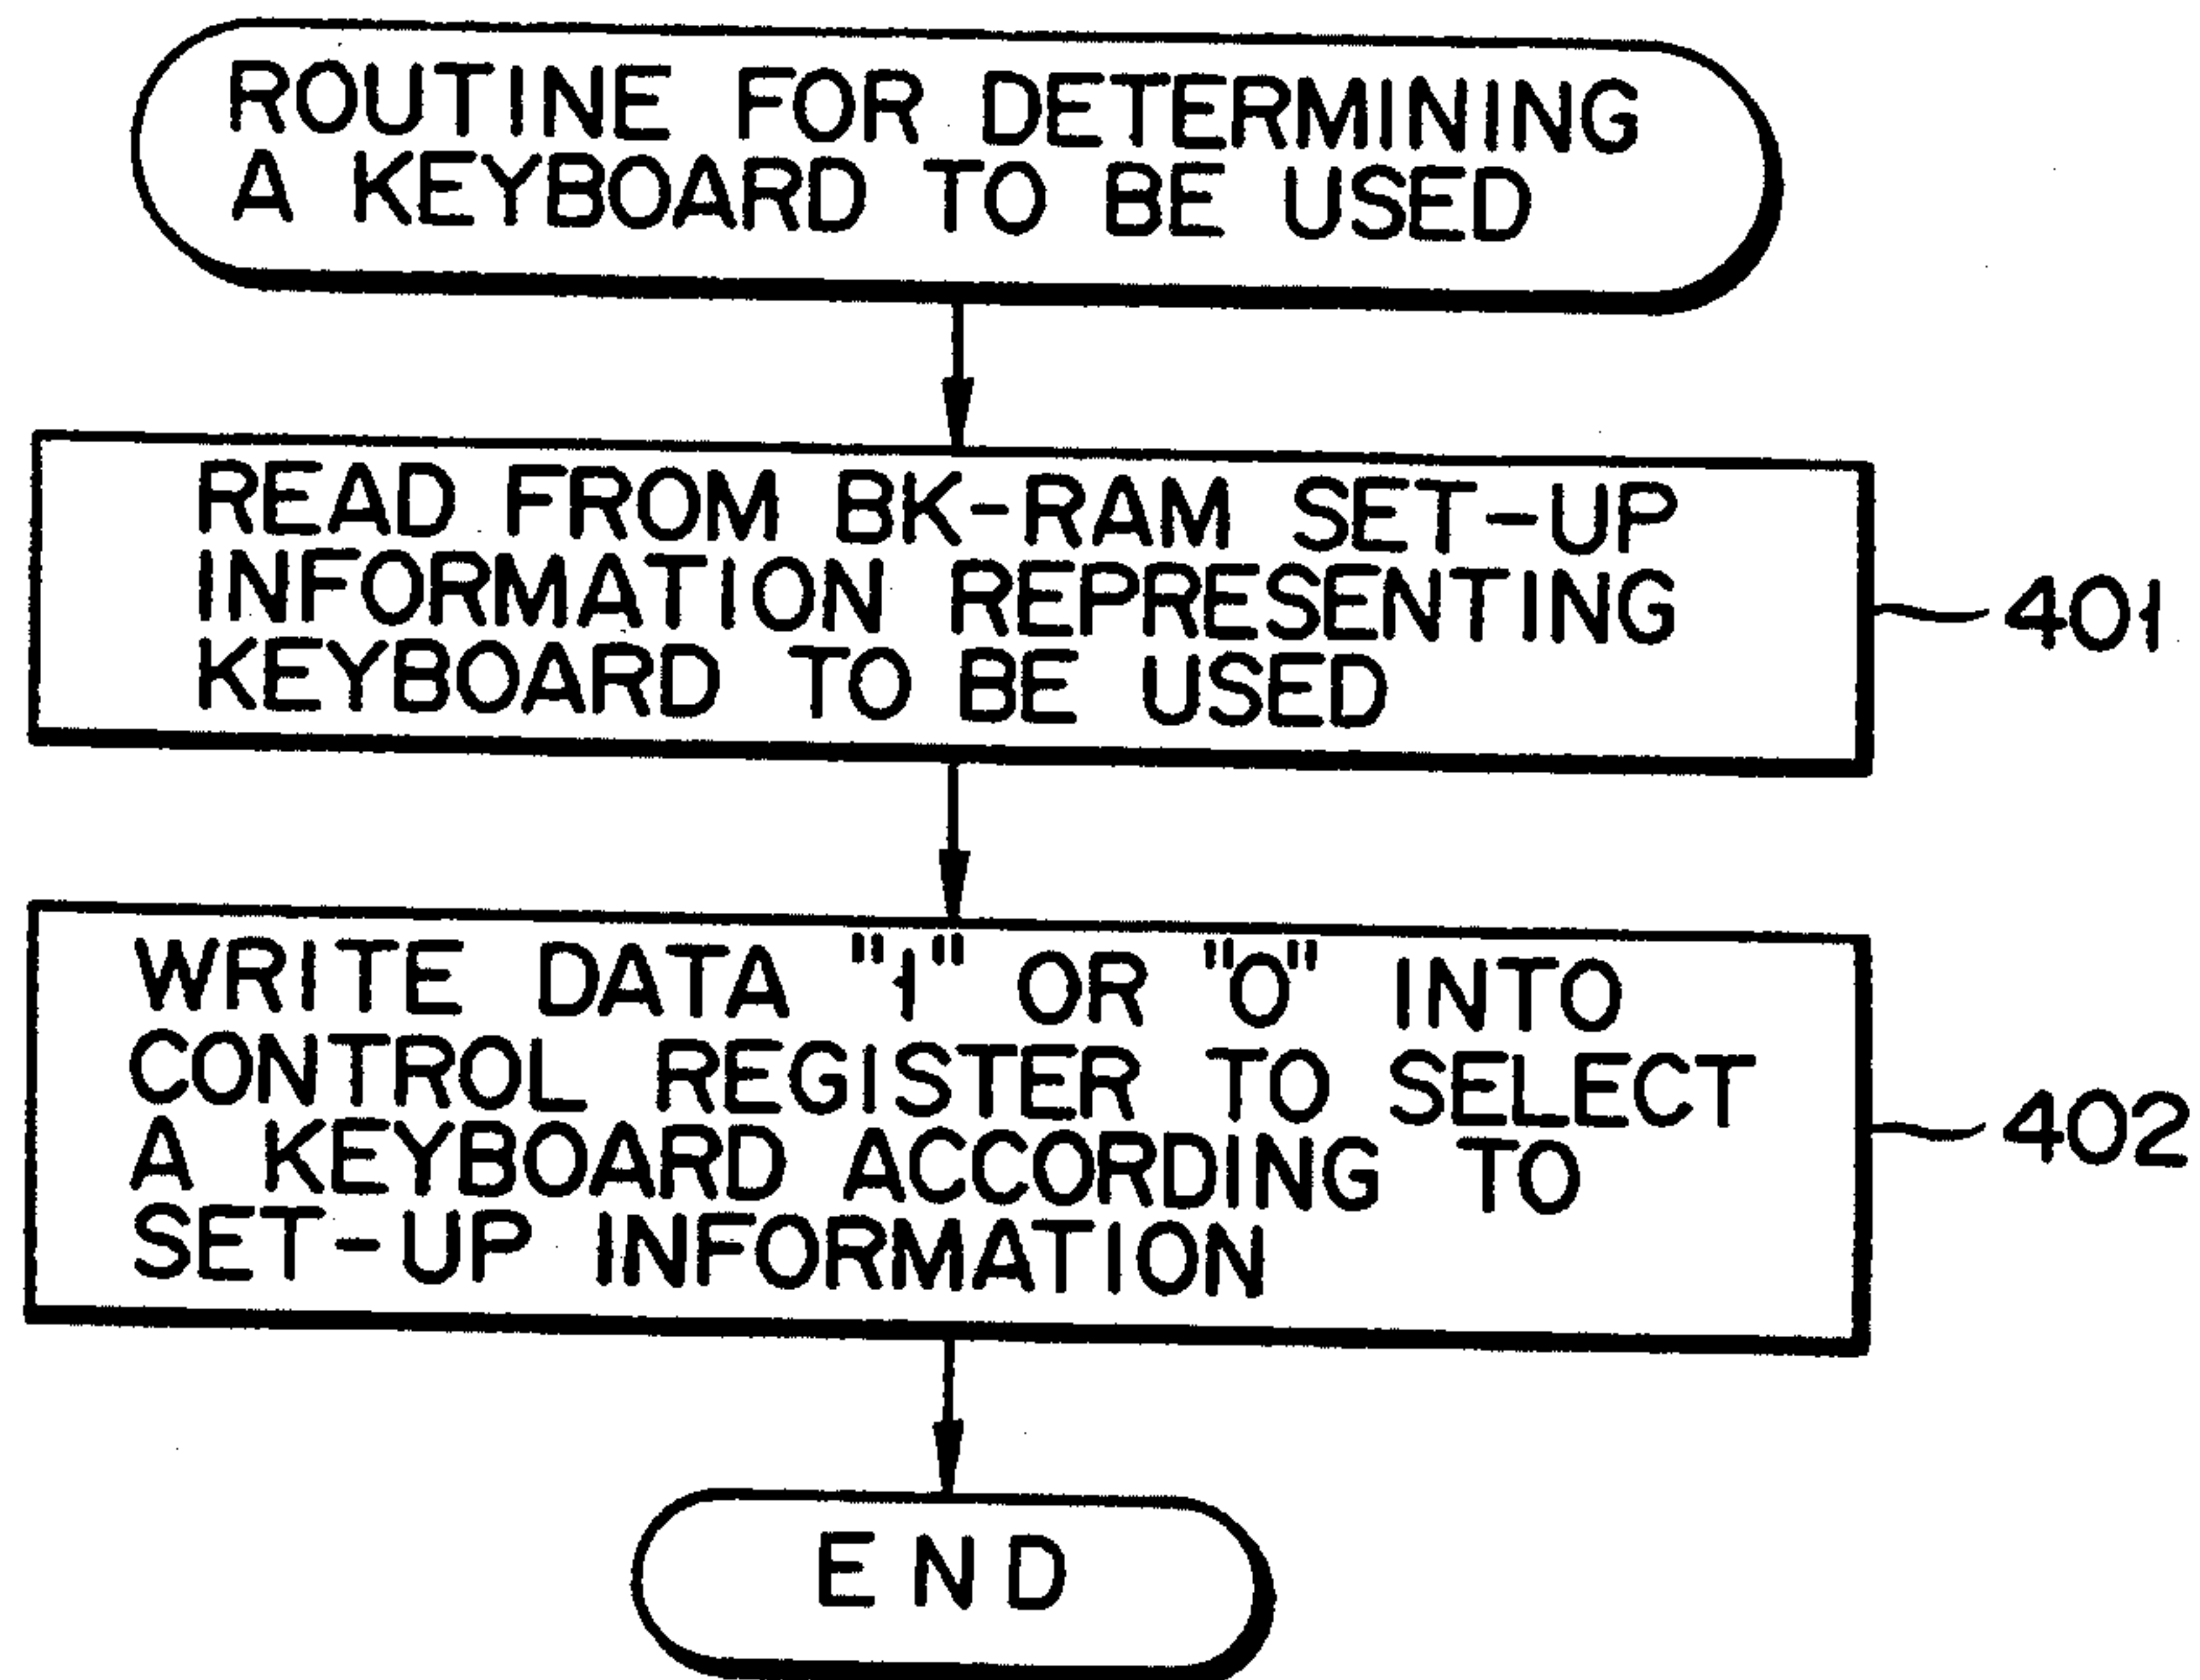 ROUTINE FOR DETERMINING
A KEYBOARD TO BE USED
READ FROM BK-RAM SET-UP
INFORMATION REPRESENTING
KEYBOARD TO BE USED
401
WRITE DATA "1" OR "0" INTO
CONTROL REGISTER TO SELECT
A KEYBOARD ACCORDING TO
SET-UP INFORMATION
402
END